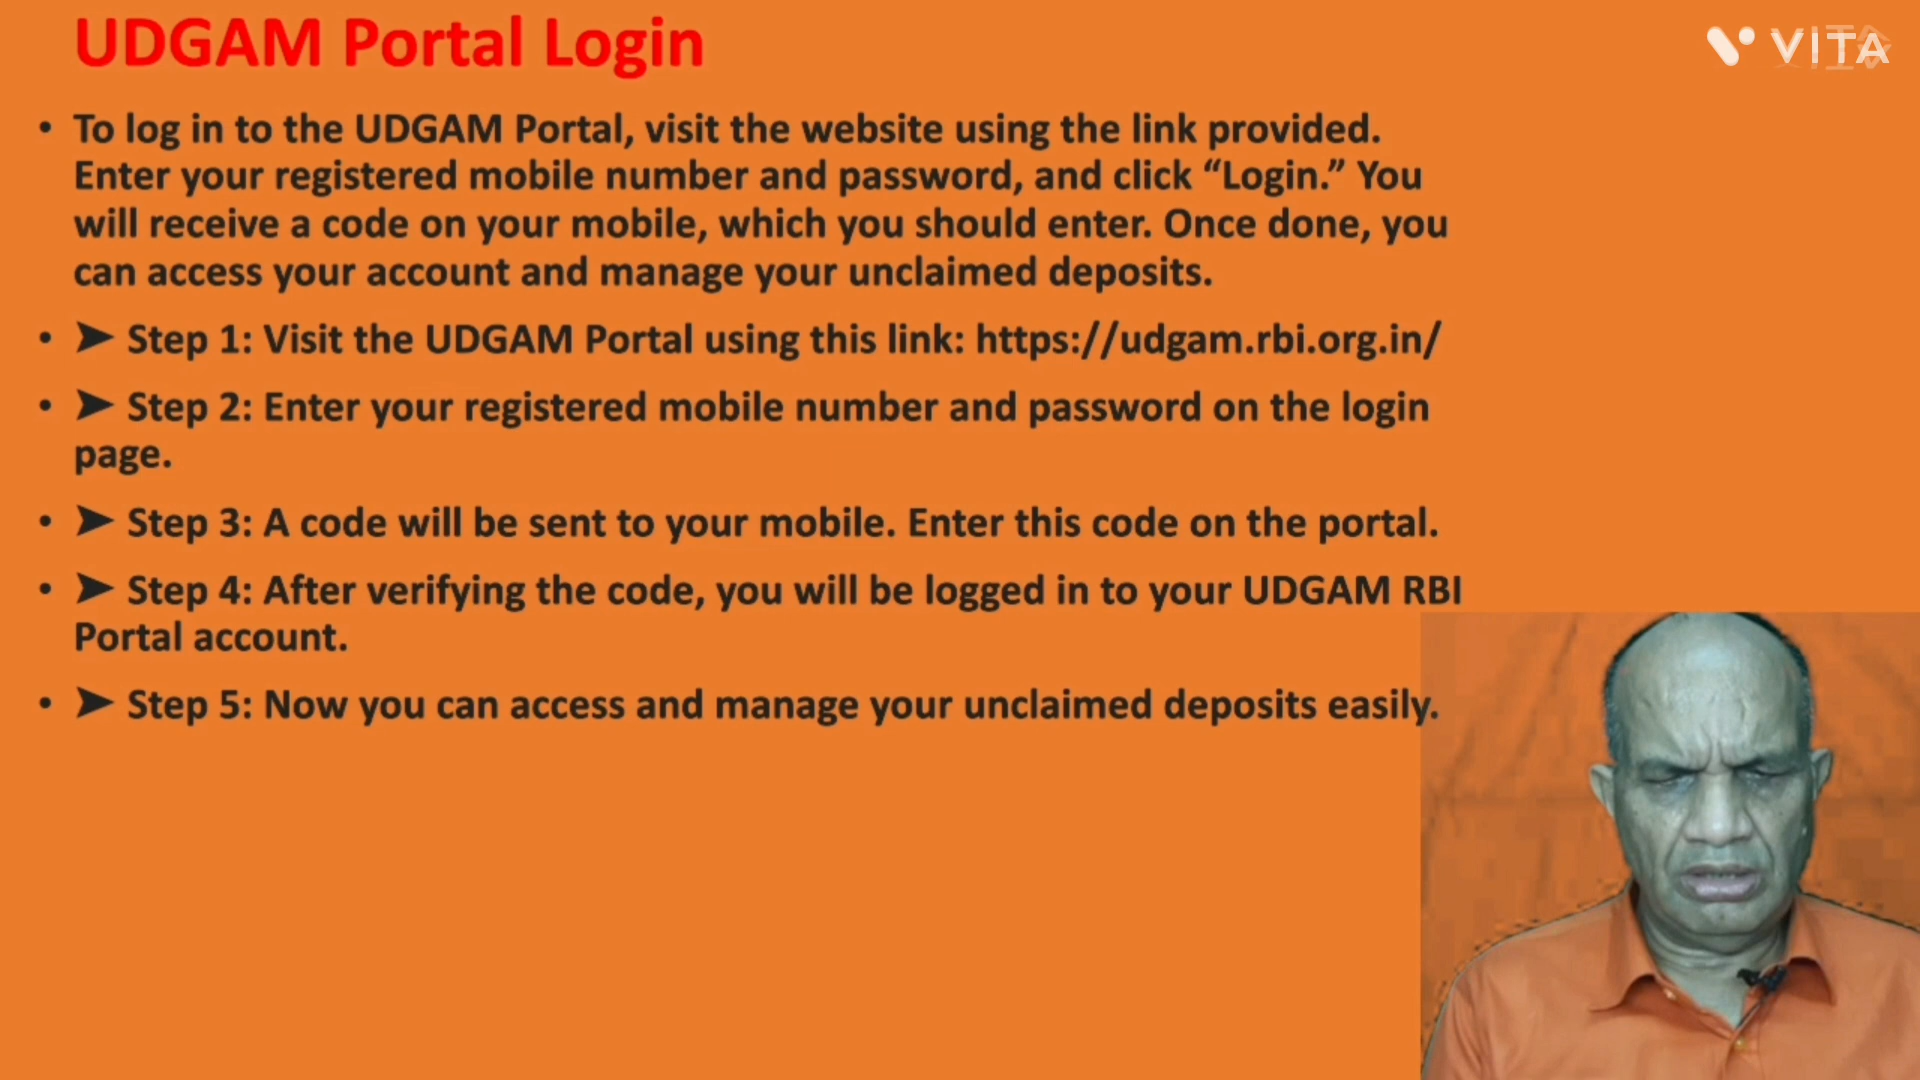 UDGAM Portal Login
VITA
• To log in to the UDGAM Portal, visit the website using the link provided.
Enter your registered mobile number and password, and click “Login.” You
will receive a code on your mobile, which you should enter. Once done, you
can access your account and manage your unclaimed deposits.
• ➤ Step 1: Visit the UDGAM Portal using this link: https://udgam.rbi.org.in/
• ➤ Step 2: Enter your registered mobile number and password on the login
page.
• ➤ Step 3: A code will be sent to your mobile. Enter this code on the portal.
• ➤ Step 4: After verifying the code, you will be logged in to your UDGAM RBI
Portal account.
• ➤ Step 5: Now you can access and manage your unclaimed deposits easily.